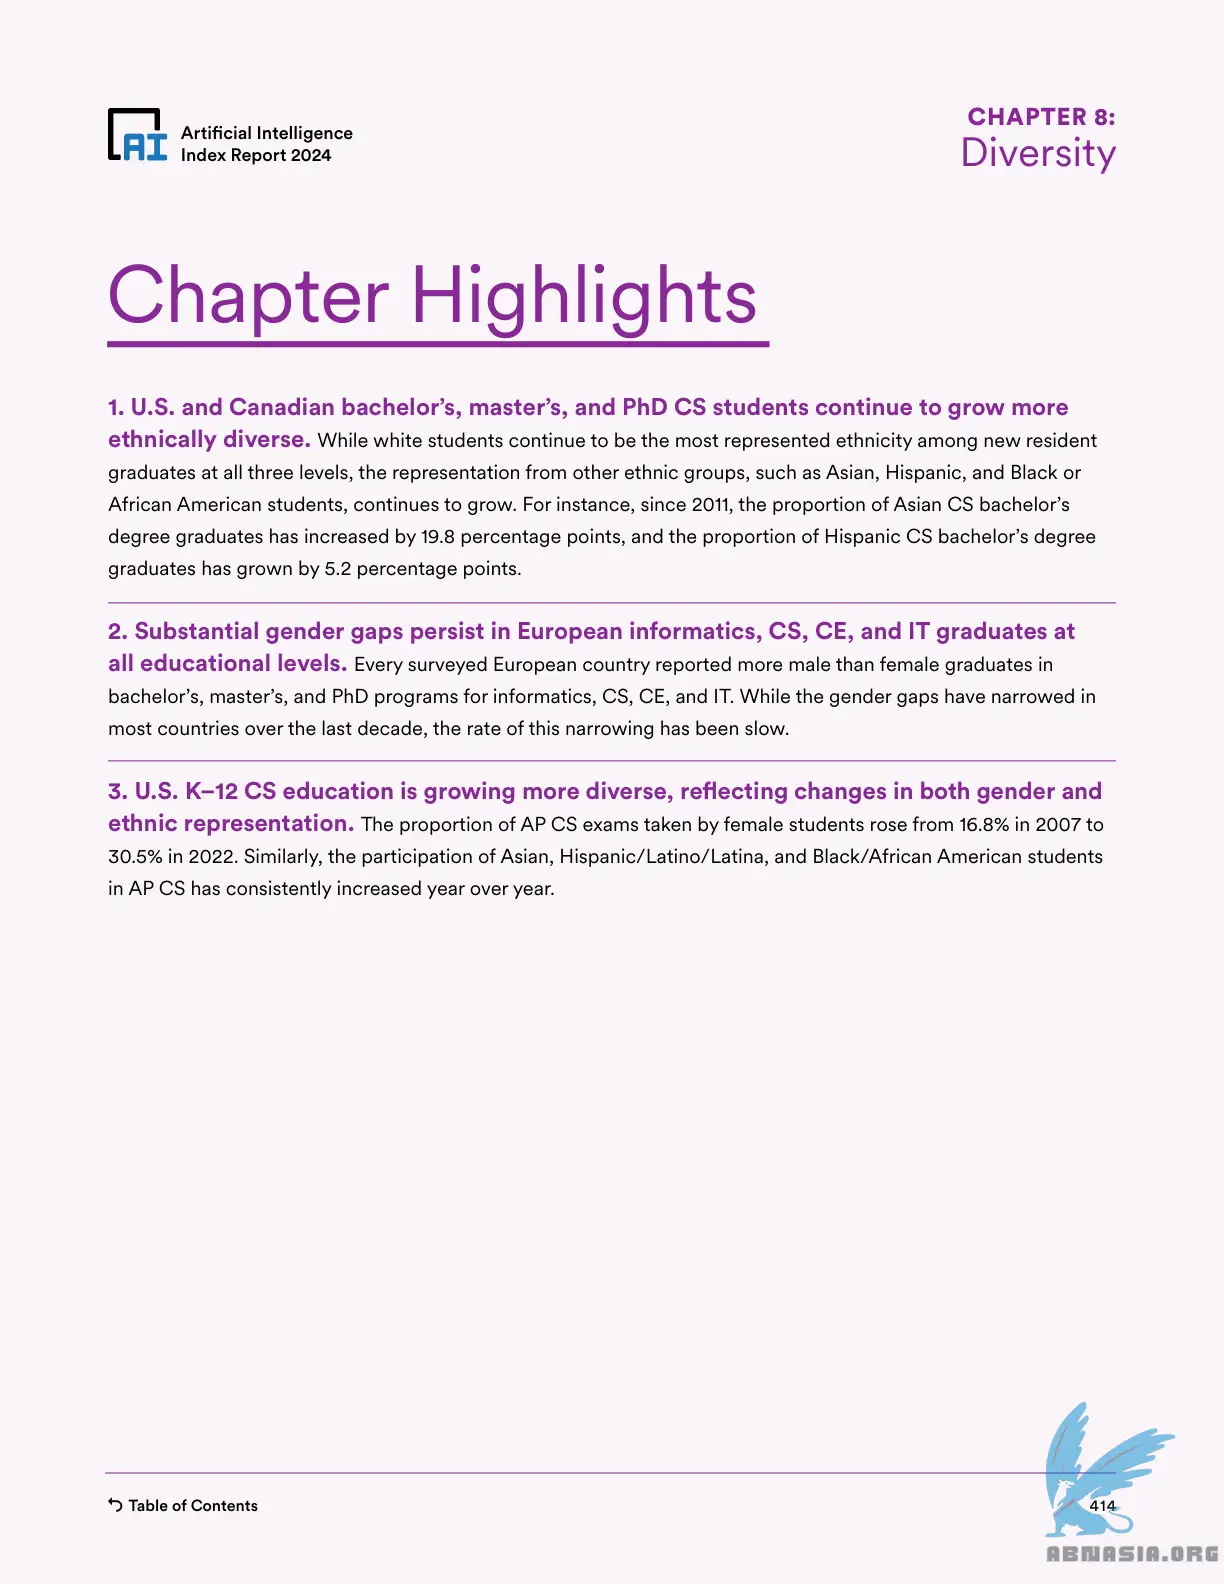 AI
Artificial Intelligence
Index Report 2024
CHAPTER 8:
Diversity
Chapter Highlights
1. U.S. and Canadian bachelor’s, master’s, and PhD CS students continue to grow more
ethnically diverse. While white students continue to be the most represented ethnicity among new resident
graduates at all three levels, the representation from other ethnic groups, such as Asian, Hispanic, and Black or
African American students, continues to grow. For instance, since 2011, the proportion of Asian CS bachelor’s
degree graduates has increased by 19.8 percentage points, and the proportion of Hispanic CS bachelor’s degree
graduates has grown by 5.2 percentage points.
2. Substantial gender gaps persist in European informatics, CS, CE, and IT graduates at
all educational levels. Every surveyed European country reported more male than female graduates in
bachelor’s, master’s, and PhD programs for informatics, CS, CE, and IT. While the gender gaps have narrowed in
most countries over the last decade, the rate of this narrowing has been slow.
3. U.S. K–12 CS education is growing more diverse, reflecting changes in both gender and
ethnic representation. The proportion of AP CS exams taken by female students rose from 16.8% in 2007 to
30.5% in 2022. Similarly, the participation of Asian, Hispanic/Latino/Latina, and Black/African American students
in AP CS has consistently increased year over year.
Table of Contents
414
ABNASIA.ORG